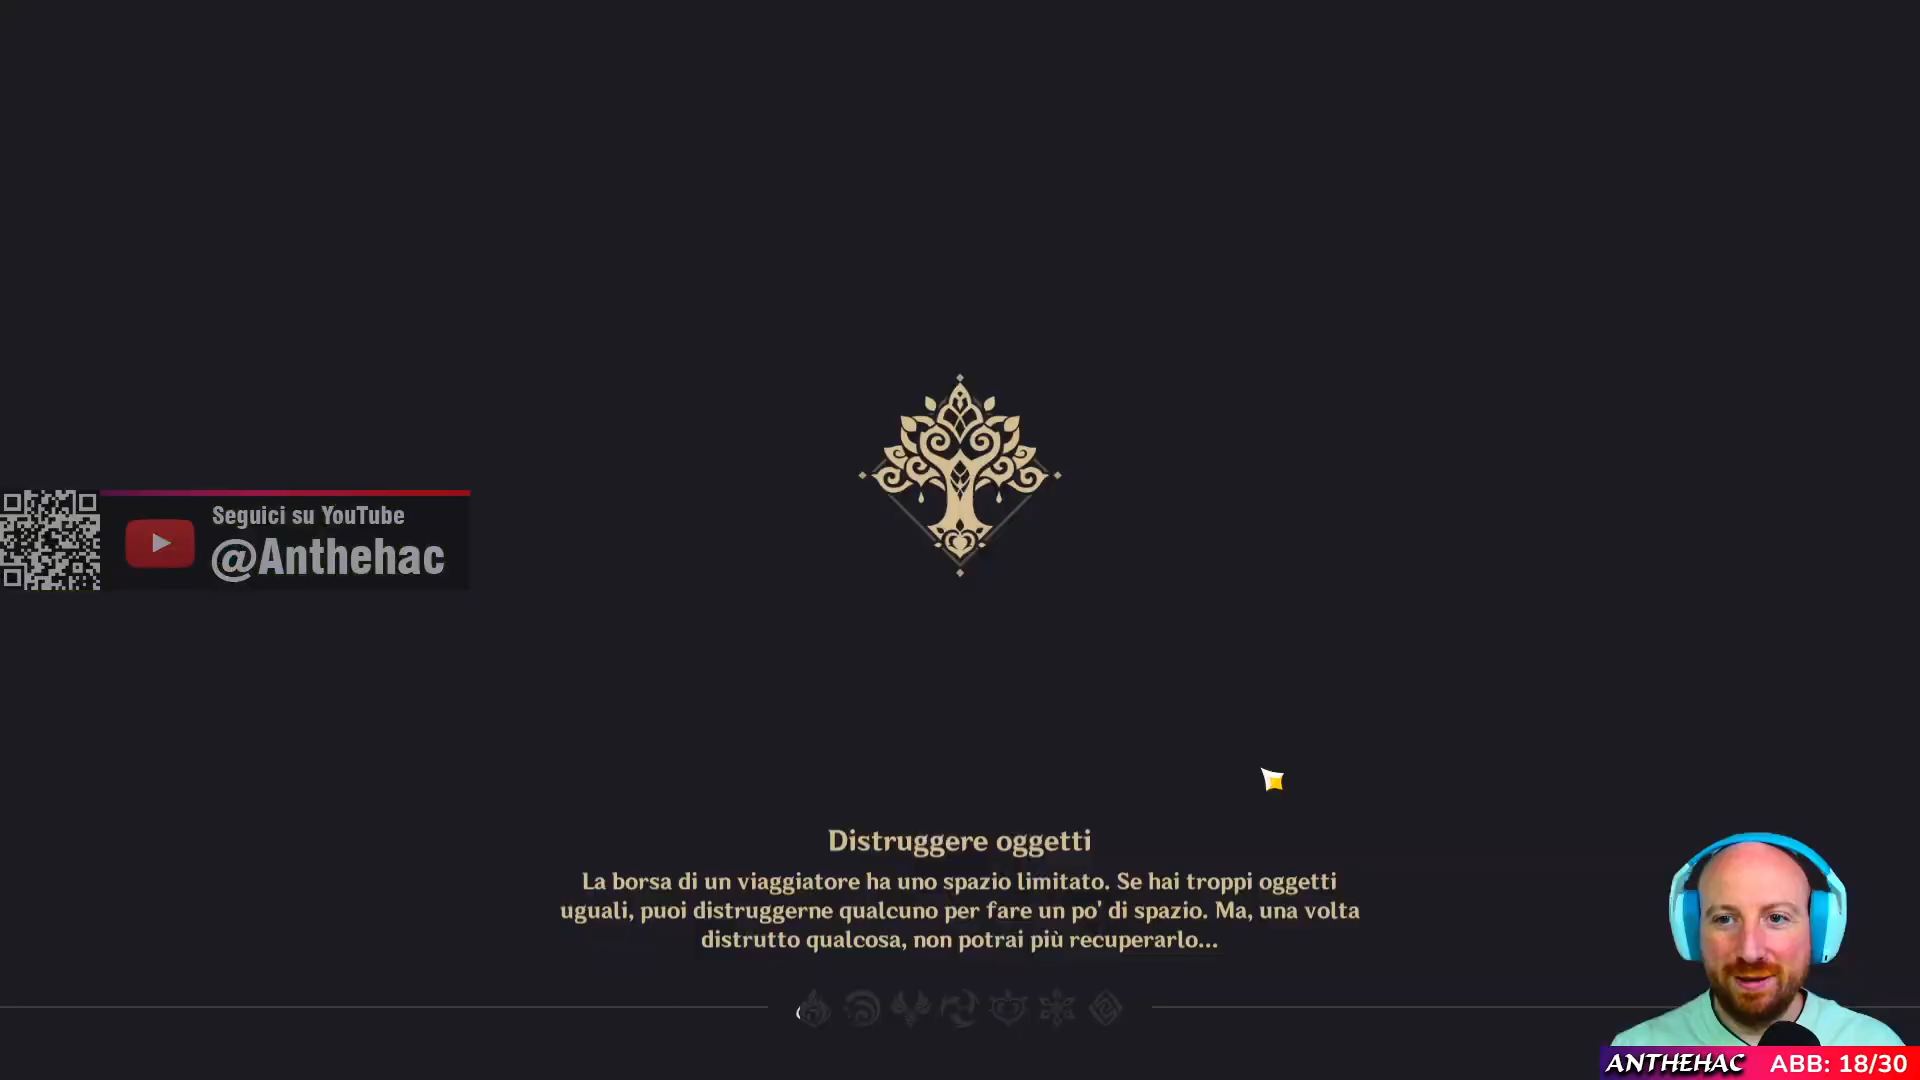 Seguici su YouTube
@Anthehac
Distruggere oggetti
La borsa di un viaggiatore ha uno spazio limitato. Se hai troppi oggetti
uguali, puoi distruggerne qualcuno per fare un po' di spazio. Ma, una volta
distrutto qualcosa, non potrai più recuperarlo...
ANTHEHAC
ABB: 18/30